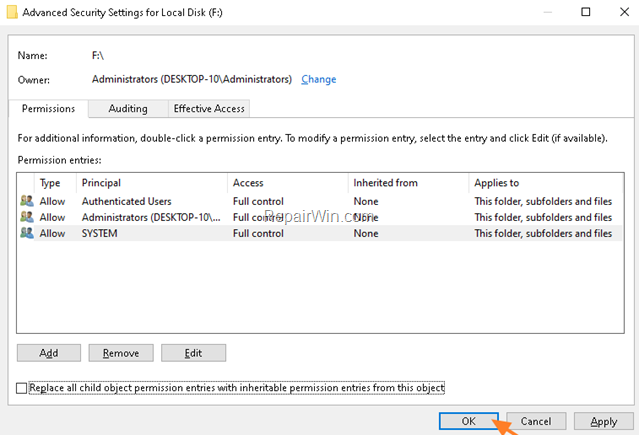 Advanced Security Settings for Local Disk (F:)
Name: F:\
Owner: Administrators (DESKTOP-10\Administrators) Change
Permissions Auditing Effective Access
For additional information, double-click a permission entry. To modify a permission entry, select the entry and click Edit (if available).
Permission entries:
Type Principal Access Inherited from Applies to
Allow Authenticated Users Full control None This folder, subfolders and files
Allow Administrators (DESKTOP-10\... Full control None This folder, subfolders and files
RepairWin.com
Allow SYSTEM Full control None This folder, subfolders and files
Add Remove Edit
Replace all child object permission entries with inheritable permission entries from this object
OK Cancel Apply